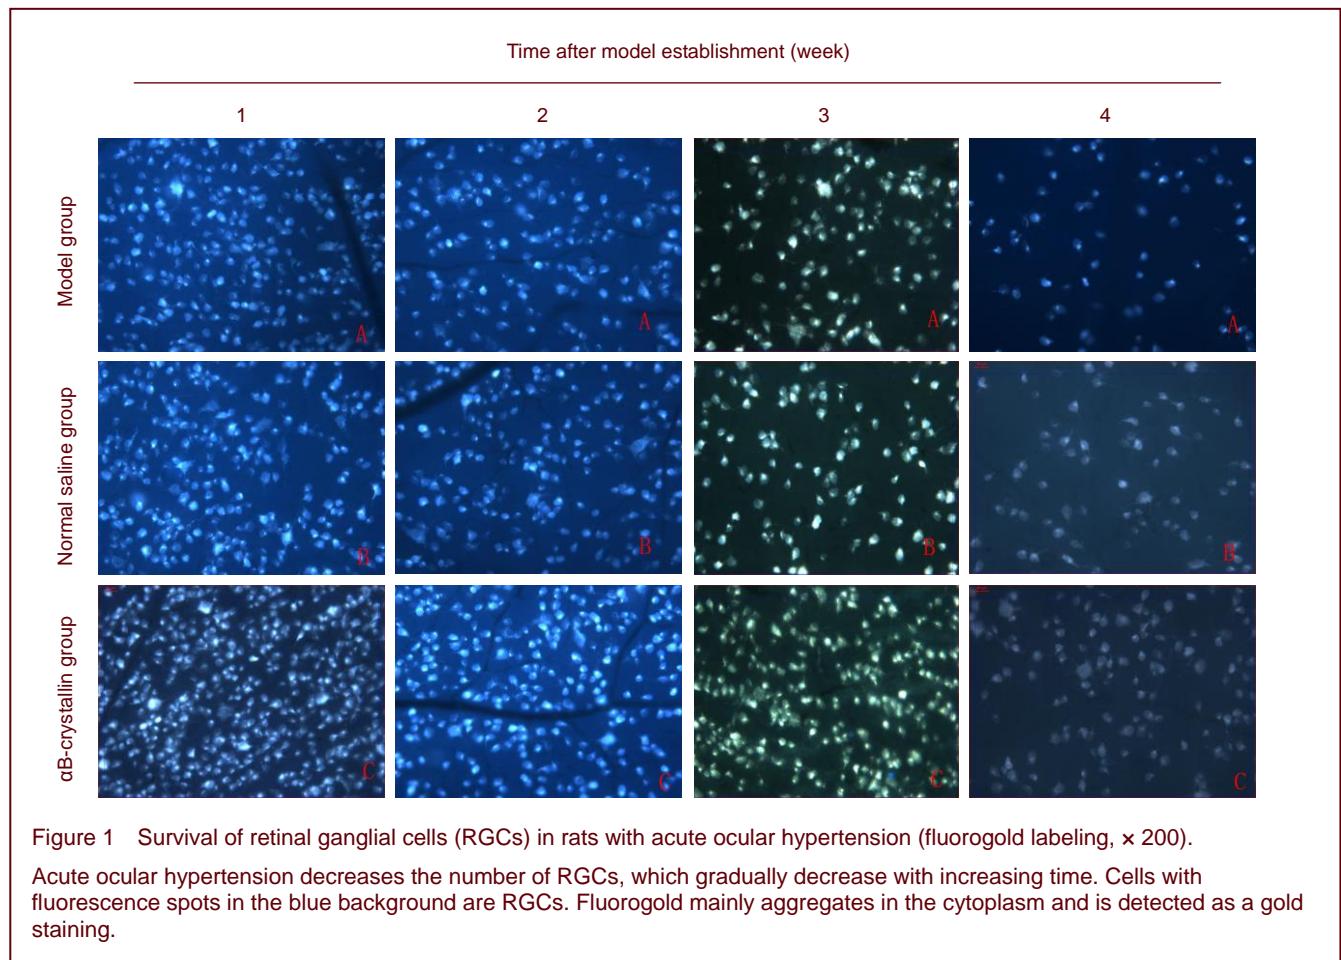 Time after model establishment (week)
1 2 3 4
Model group
A A A A
Normal saline group
B B B B
αB-crystallin group
C C C C
Figure 1 Survival of retinal ganglial cells (RGCs) in rats with acute ocular hypertension (fluorogold labeling, × 200).
Acute ocular hypertension decreases the number of RGCs, which gradually decrease with increasing time. Cells with
fluorescence spots in the blue background are RGCs. Fluorogold mainly aggregates in the cytoplasm and is detected as a gold
staining.